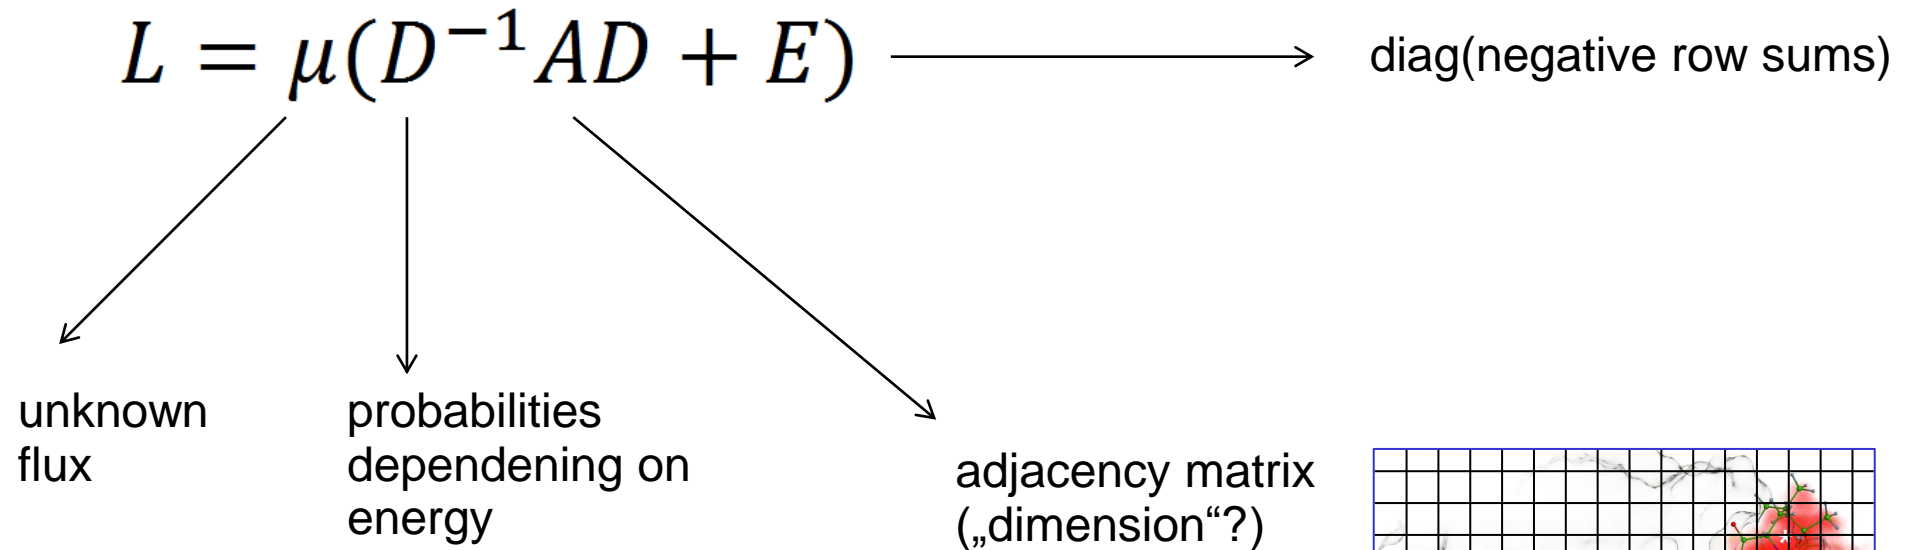 L = μ(D⁻¹AD + E)
diag(negative row sums)
unknown
flux
probabilities
dependening on
energy
adjacency matrix
(„dimension“?)